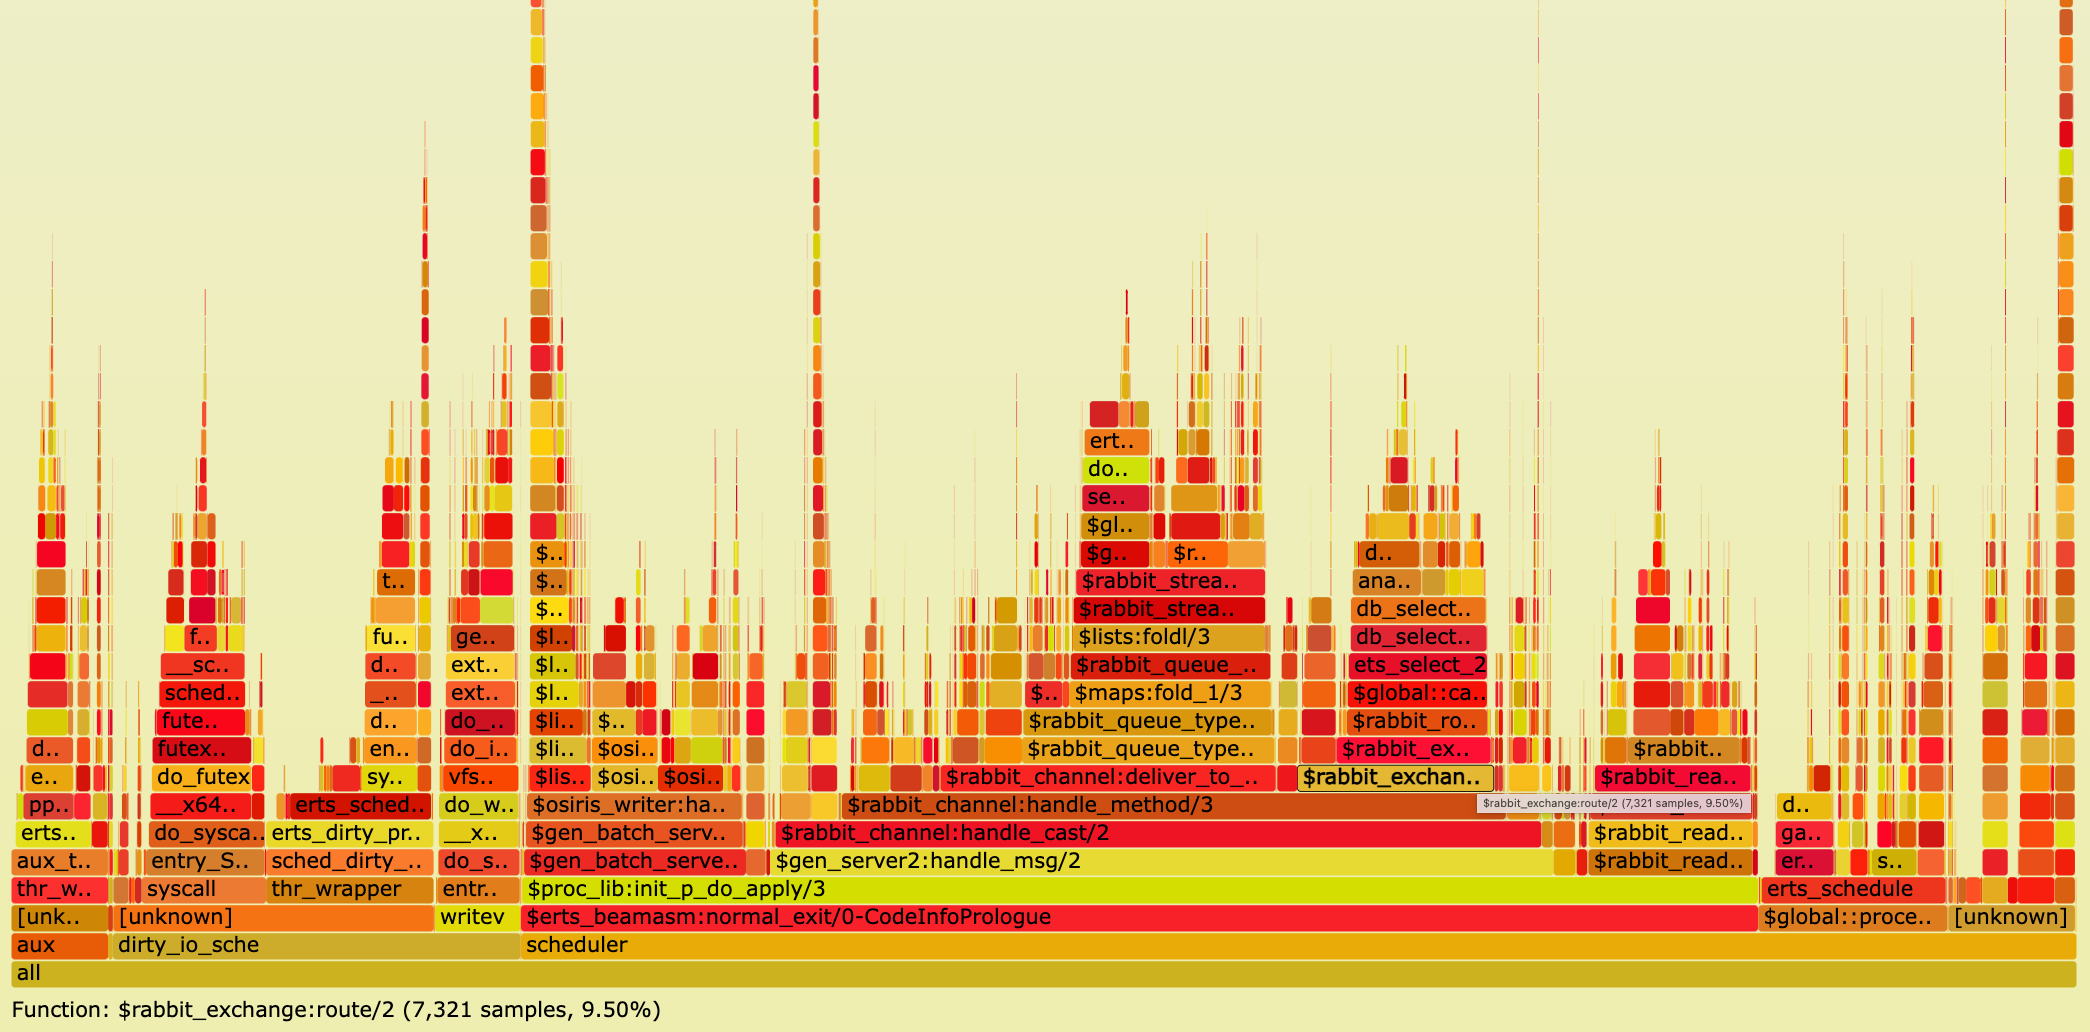 ert..
do..
se..
$gl..
$.. $g.. $r.. d..
$.. t.. $rabbit_strea.. ana..
$.. $rabbit_strea.. db_select..
f.. fu.. ge.. $l.. $lists:foldl/3 db_select..
__sc.. d.. ext.. $l.. $rabbit_queue_.. ets_select_2
sched.. _.. ext.. $l.. $.. $maps:fold_1/3 $global::ca..
fute.. d.. do_.. $li.. $.. $rabbit_queue_type.. $rabbit_ro..
d.. futex.. en.. do_i.. $li.. $osi.. $rabbit_queue_type.. $rabbit_ex.. $rabbit..
e.. do_futex sy.. vfs.. $lis.. $osi.. $osi.. $rabbit_channel:deliver_to_.. $rabbit_exchan.. $rabbit_rea..
pp.. __x64.. erts_sched.. do_w.. $osiris_writer:ha.. $rabbit_channel:handle_method/3 $rabbit_exchange:route/2 (7,321 samples, 9.50%) d..
erts.. do_sysca.. erts_dirty_pr.. __x.. $gen_batch_serv.. $rabbit_channel:handle_cast/2 $rabbit_read.. ga..
aux_t.. entry_S.. sched_dirty_.. do_s.. $gen_batch_serve.. $gen_server2:handle_msg/2 $rabbit_read.. er.. s..
thr_w.. syscall thr_wrapper entr.. $proc_lib:init_p_do_apply/3 erts_schedule
[unk.. [unknown] writev $erts_beamasm:normal_exit/0-CodeInfoPrologue $global::proce.. [unknown]
aux dirty_io_sche scheduler
all
Function: $rabbit_exchange:route/2 (7,321 samples, 9.50%)